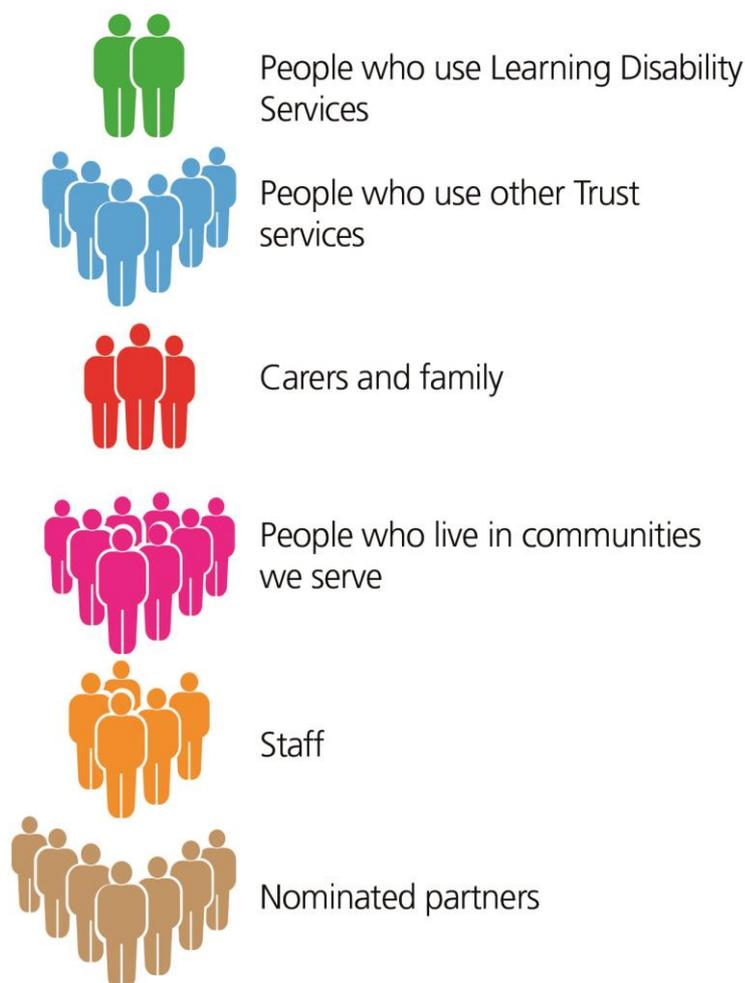 People who use Learning Disability
Services
People who use other Trust
services
Carers and family
People who live in communities
we serve
Staff
Nominated partners